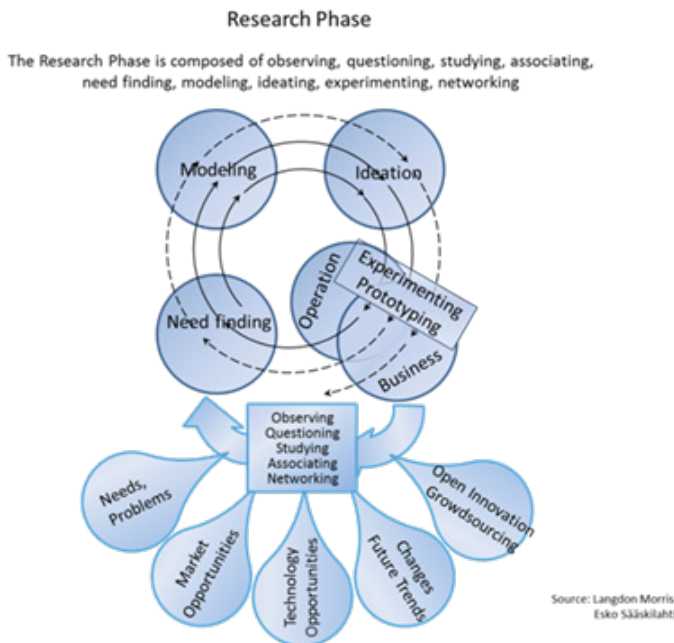 Research Phase
The Research Phase is composed of observing, questioning, studying, associating,
need finding, modeling, ideating, experimenting, networking
Modeling
Ideation
Need finding
Operation
Experimenting
Prototyping
Business
Observing
Questioning
Studying
Associating
Networking
Needs,
Problems
Market
Opportunities
Technology
Opportunities
Changes
Future Trends
Open Innovation
Growdsourcing
Source: Langdon Morris
Esko Sääskilahti